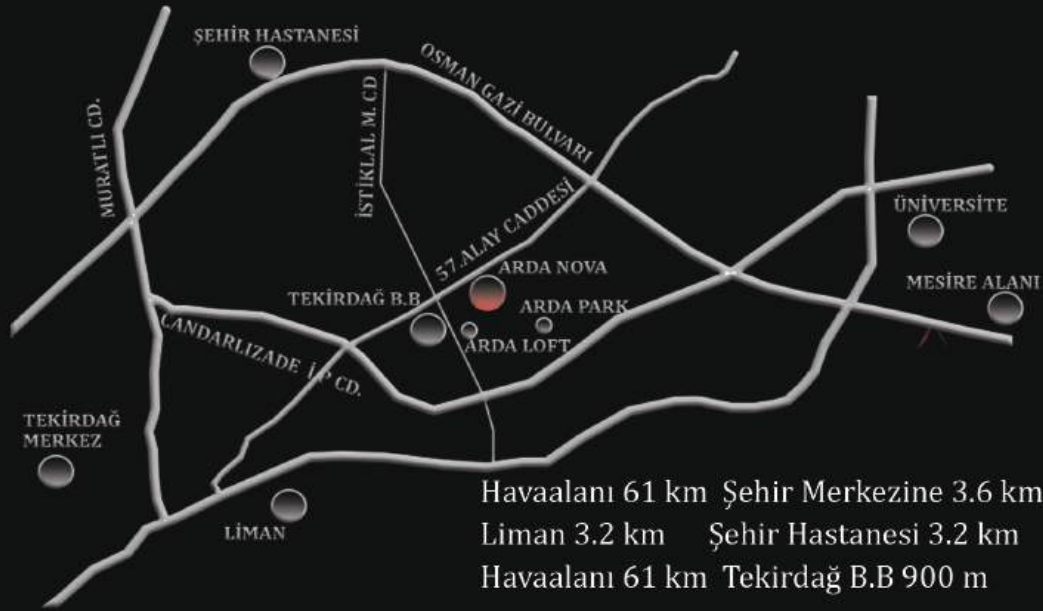 ŞEHİR HASTANESİ
OSMAN GAZİ BULVARI
MURATLI CD.
İSTİKLAL M. CD
57.ALAY CADDESİ
ÜNİVERSİTE
ARDA NOVA
MESİRE ALANI
TEKİRDAĞ B.B
ARDA PARK
ARDA LOFT
ÇANDARLIZADE İ.P CD.
TEKİRDAĞ
MERKEZ
LİMAN
Havaalanı 61 km Şehir Merkezine 3.6 km
Liman 3.2 km Şehir Hastanesi 3.2 km
Havaalanı 61 km Tekirdağ B.B 900 m